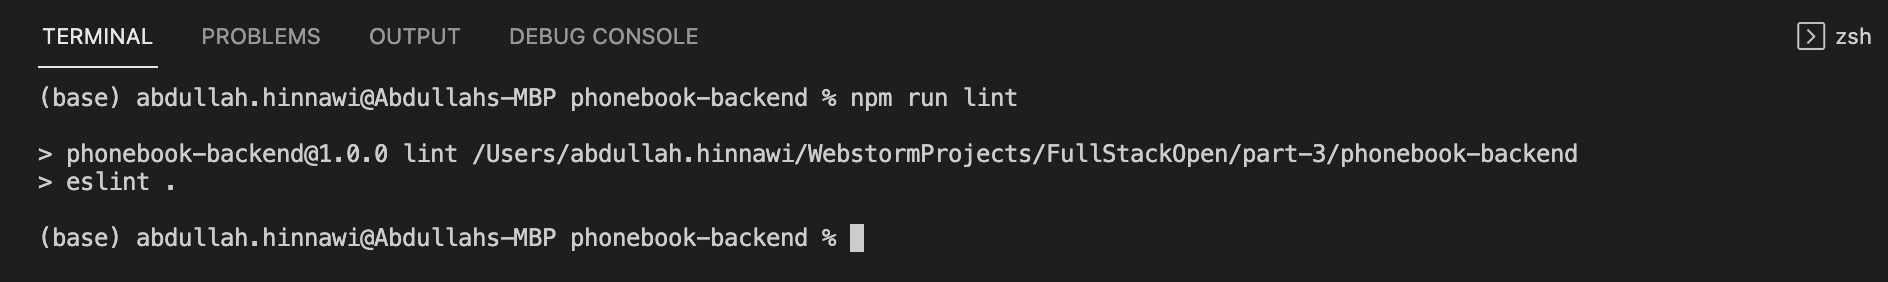 TERMINAL PROBLEMS OUTPUT DEBUG CONSOLE zsh
(base) abdullah.hinnawi@Abdullahs-MBP phonebook-backend % npm run lint
> phonebook-backend@1.0.0 lint /Users/abdullah.hinnawi/WebstormProjects/FullStackOpen/part-3/phonebook-backend
> eslint .
(base) abdullah.hinnawi@Abdullahs-MBP phonebook-backend %